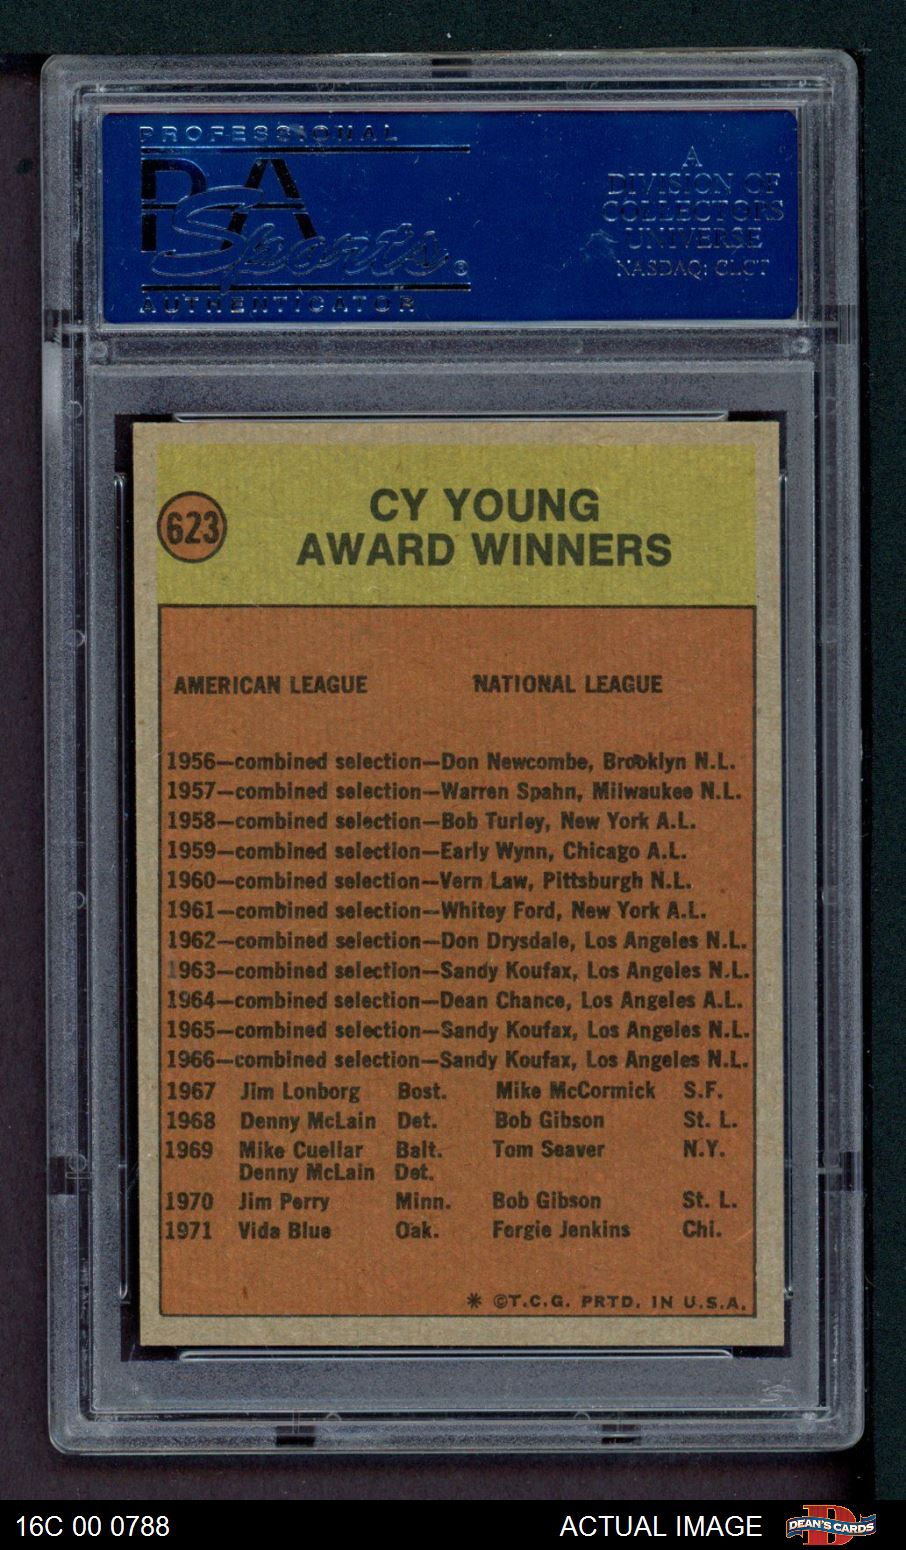 PROFESSIONAL
PSA
Sports®
AUTHENTICATOR
A
DIVISION OF
COLLECTORS
UNIVERSE
NASDAQ: CLCT
623
CY YOUNG
AWARD WINNERS
AMERICAN LEAGUE NATIONAL LEAGUE
1956—combined selection—Don Newcombe, Brooklyn N.L.
1957—combined selection—Warren Spahn, Milwaukee N.L.
1958—combined selection—Bob Turley, New York A.L.
1959—combined selection—Early Wynn, Chicago A.L.
1960—combined selection—Vern Law, Pittsburgh N.L.
1961—combined selection—Whitey Ford, New York A.L.
1962—combined selection—Don Drysdale, Los Angeles N.L.
1963—combined selection—Sandy Koufax, Los Angeles N.L.
1964—combined selection—Dean Chance, Los Angeles A.L.
1965—combined selection—Sandy Koufax, Los Angeles N.L.
1966—combined selection—Sandy Koufax, Los Angeles N.L.
1967 Jim Lonborg Bost. Mike McCormick S.F.
1968 Denny McLain Det. Bob Gibson St. L.
1969 Mike Cuellar Balt. Tom Seaver N.Y.
Denny McLain Det.
1970 Jim Perry Minn. Bob Gibson St. L.
1971 Vida Blue Oak. Fergie Jenkins Chi.
* ©T.C.G. PRTD. IN U.S.A.
16C 00 0788 ACTUAL IMAGE
DEAN'S CARDS